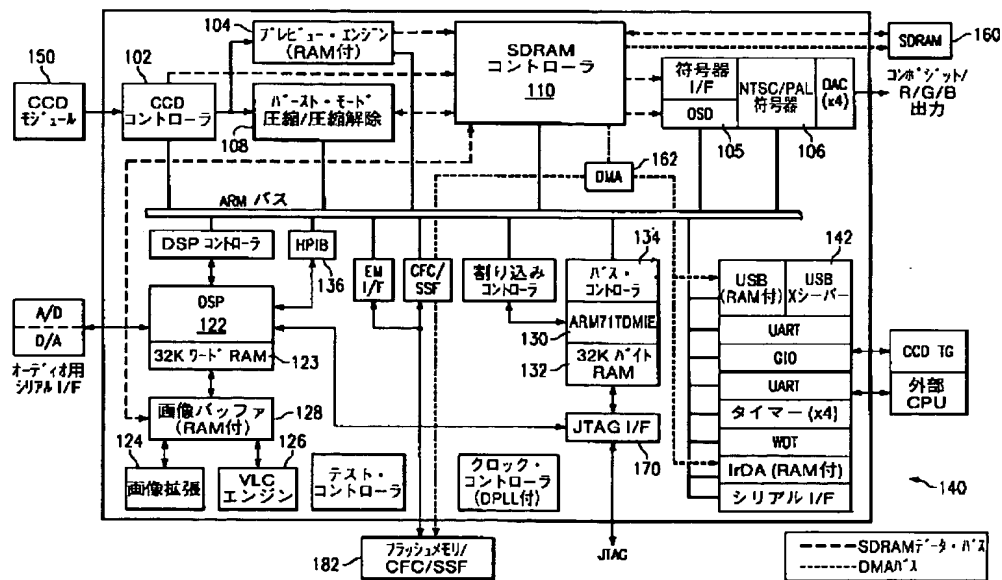 150
CCD
モジュール
102
CCD
コントローラ
104
プレビュー・エンジン
(RAM付)
バースト・モード
圧縮/圧縮解除
108
SDRAM
コントローラ
110
SDRAM
160
符号器
I/F
OSD
105
NTSC/PAL
符号器
106
DAC
(x4)
コンポジット/
R/G/B
出力
162
DMA
ARM バス
DSP コントローラ
HPIB
136
EM
I/F
CFC/
SSF
割り込み
コントローラ
134
バス・
コントローラ
ARM71TDMIE
130
32K バイト
RAM
132
142
USB
(RAM付)
USB
Xシーバー
UART
GIO
UART
タイマー (x4)
WDT
IrDA (RAM付)
シリアル I/F
CCD TG
外部
CPU
140
A/D
D/A
オーディオ用
シリアル I/F
DSP
122
32K ワード RAM
123
画像バッファ
(RAM付)
128
124
画像拡張
126
VLC
エンジン
テスト・
コントローラ
クロック・
コントローラ
(DPLL付)
JTAG I/F
170
フラッシュメモリ/
CFC/SSF
182
JTAG
SDRAMデータ・バス
DMAバス